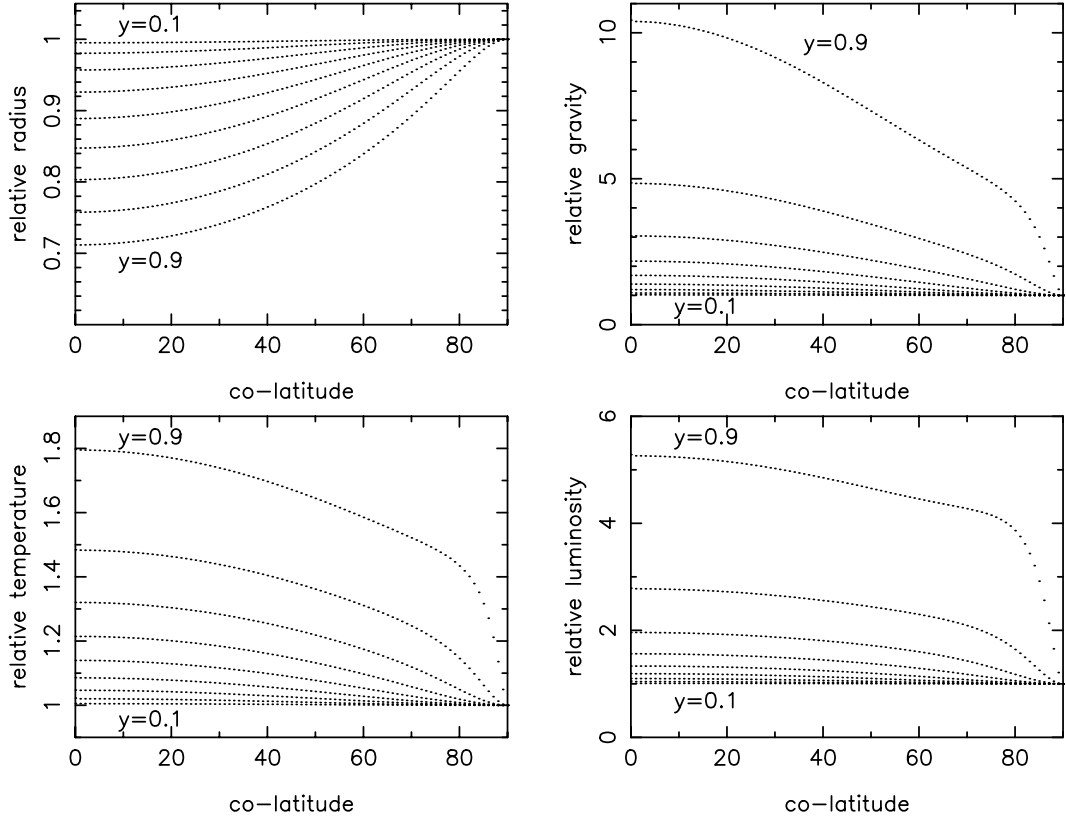 y=0.1
1
0.9
0.8
0.7
relative radius
y=0.9
0 20 40 60 80
co-latitude
10
5
0
relative gravity
y=0.9
y=0.1
0 20 40 60 80
co-latitude
1.8
1.6
1.4
1.2
1
relative temperature
y=0.9
y=0.1
0 20 40 60 80
co-latitude
6
4
2
0
relative luminosity
y=0.9
y=0.1
0 20 40 60 80
co-latitude